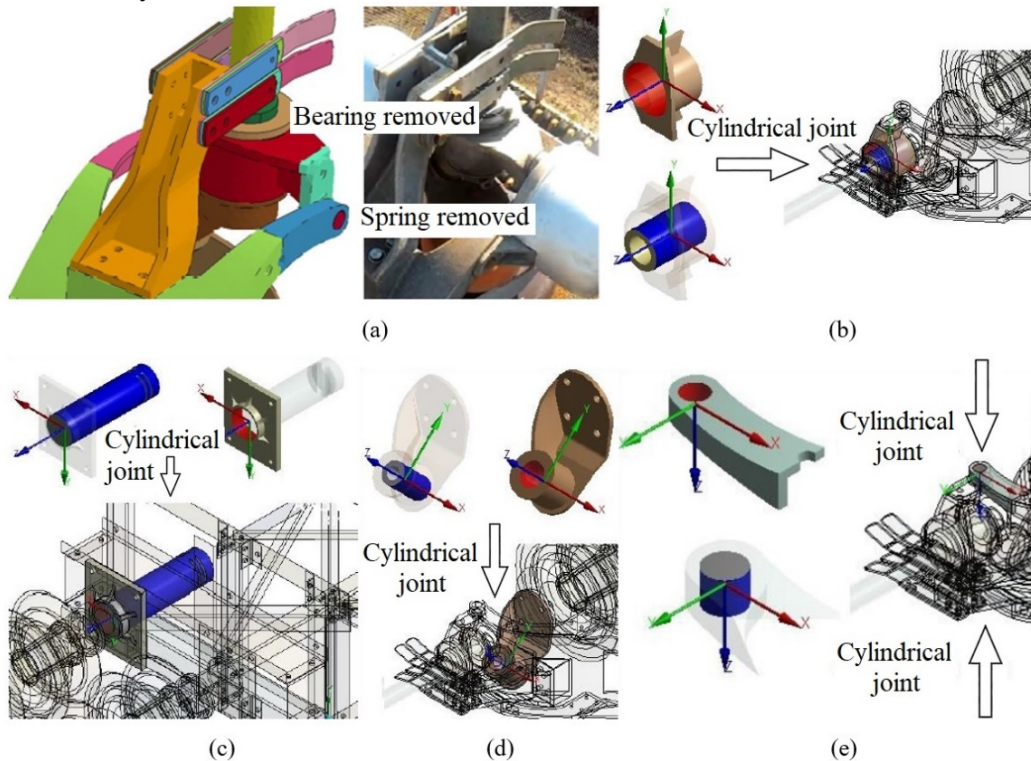 Bearing removed
Spring removed
Cylindrical joint
(a)
(b)
Cylindrical
joint
Cylindrical
joint
Cylindrical
joint
Cylindrical
joint
(c)
(d)
(e)